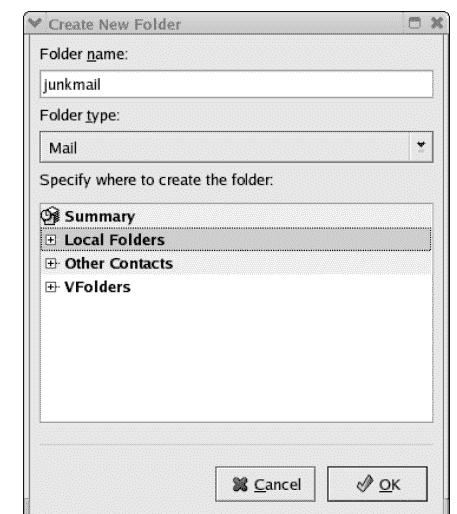 Create New Folder
Folder name:
junkmail
Folder type:
Mail
Specify where to create the folder:
Summary
Local Folders
Other Contacts
VFolders
Cancel
OK